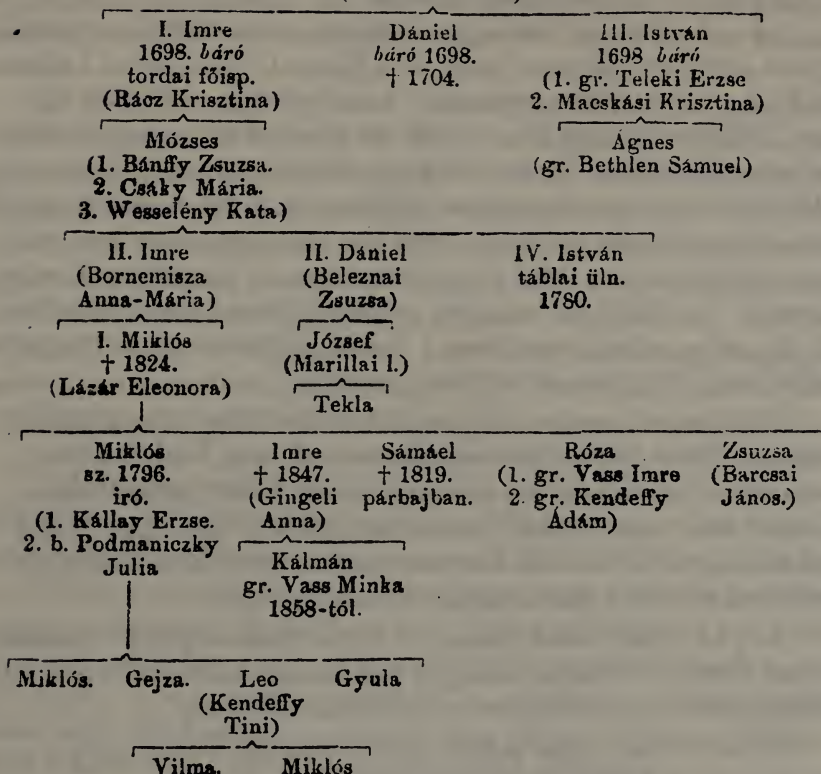 I. Imre
1698. báró
tordai főisp.
(Rácz Krisztina)
Dániel
báró 1698.
† 1704.
III. István
1698 báró
(1. gr. Teleki Erzse
2. Macskási Krisztina)
Mózses
(1. Bánffy Zsuzsa.
2. Csáky Mária.
3. Wesselény Kata)
Ágnes
(gr. Bethlen Sámuel)
II. Imre
(Bornemisza
Anna-Mária)
II. Dániel
(Beleznai
Zsuzsa)
IV. István
táblai üln.
1780.
I. Miklós
† 1824.
(Lázár Eleonora)
József
(Marillai I.)
Tekla
Miklós
sz. 1796.
iró.
(1. Kállay Erzse.
2. b. Podmaniczky
Julia
Imre
† 1847.
(Gingeli
Anna)
Sámáel
† 1819.
párbajban.
Róza
(1. gr. Vass Imre
2. gr. Kendeffy
Ádám)
Zsuzsa
(Barcsai
János.)
Kálmán
gr. Vass Minka
1858-tól.
Miklós.
Gejza.
Leo
(Kendeffy
Tini)
Gyula
Vilma.
Miklós